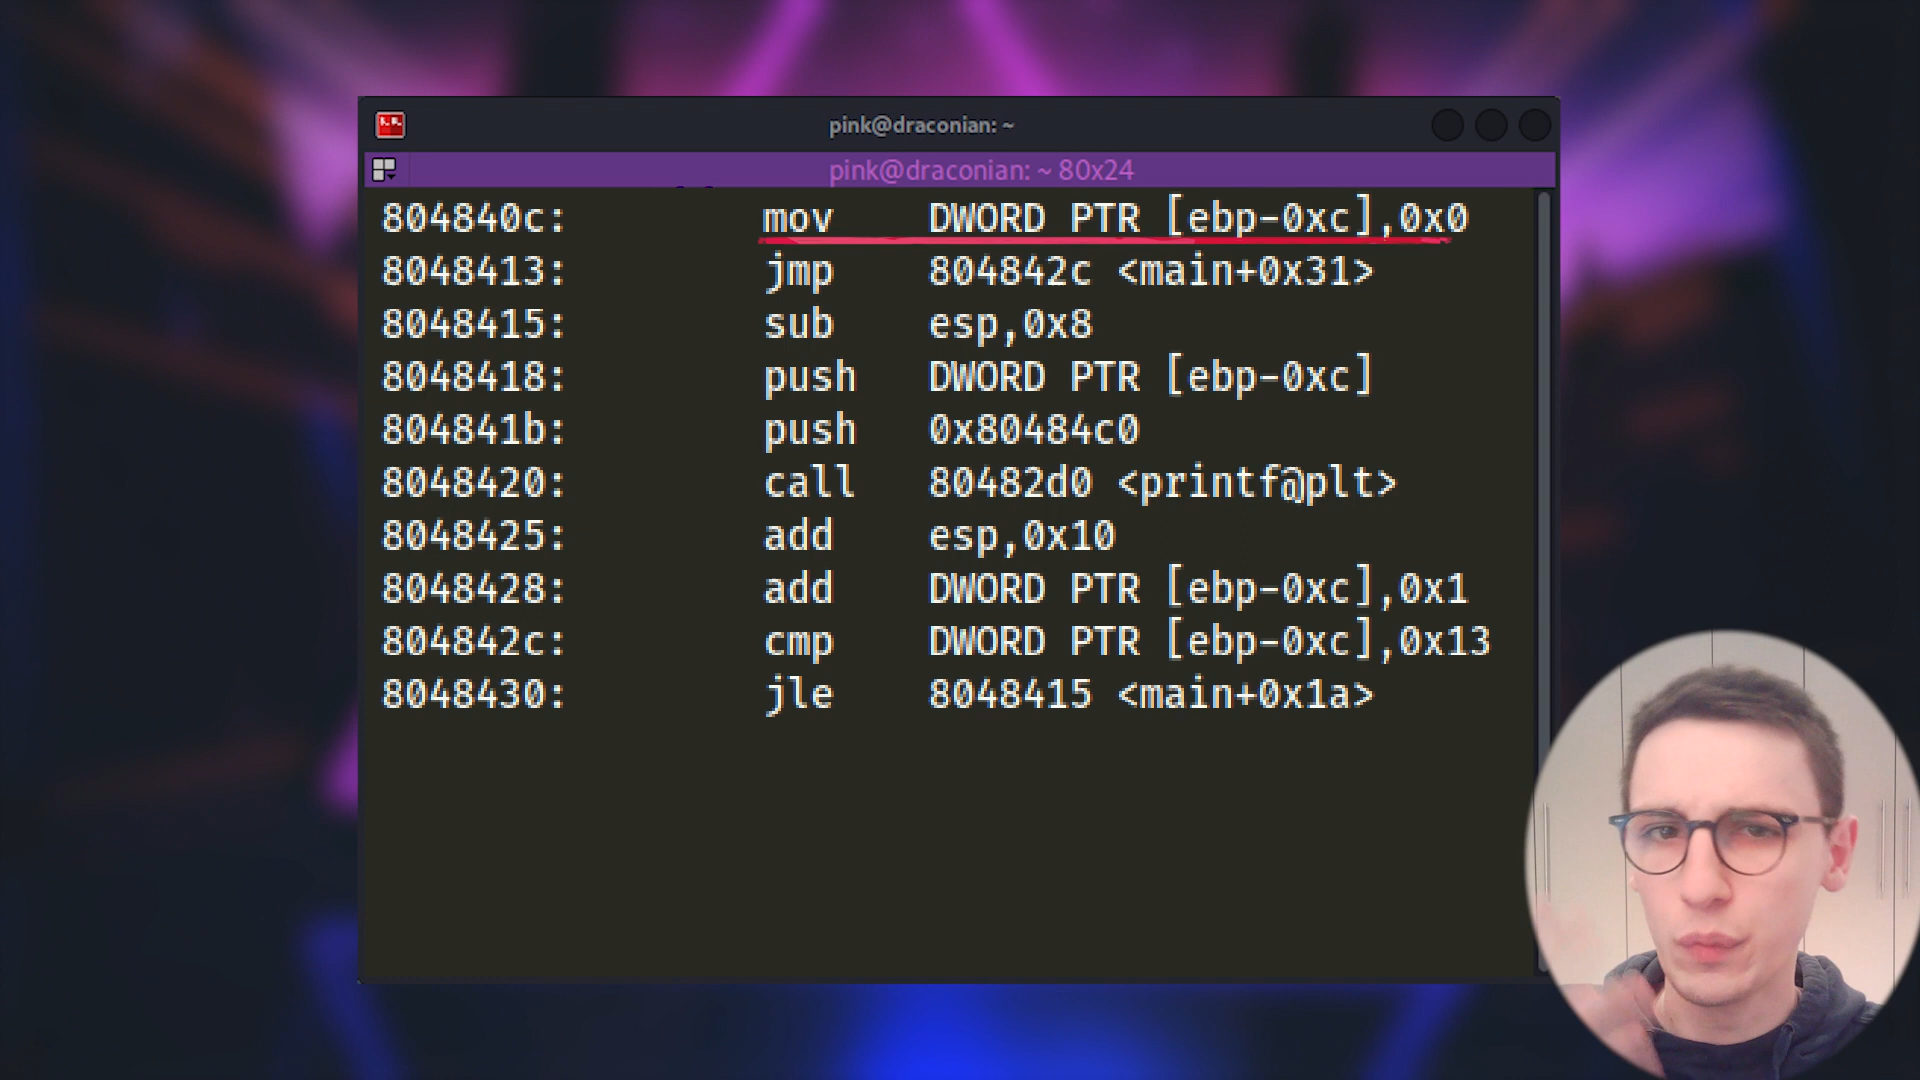 pink@draconian: ~
pink@draconian: ~ 80x24
804840c: mov DWORD PTR [ebp-0xc],0x0
8048413: jmp 804842c <main+0x31>
8048415: sub esp,0x8
8048418: push DWORD PTR [ebp-0xc]
804841b: push 0x80484c0
8048420: call 80482d0 <printf@plt>
8048425: add esp,0x10
8048428: add DWORD PTR [ebp-0xc],0x1
804842c: cmp DWORD PTR [ebp-0xc],0x13
8048430: jle 8048415 <main+0x1a>